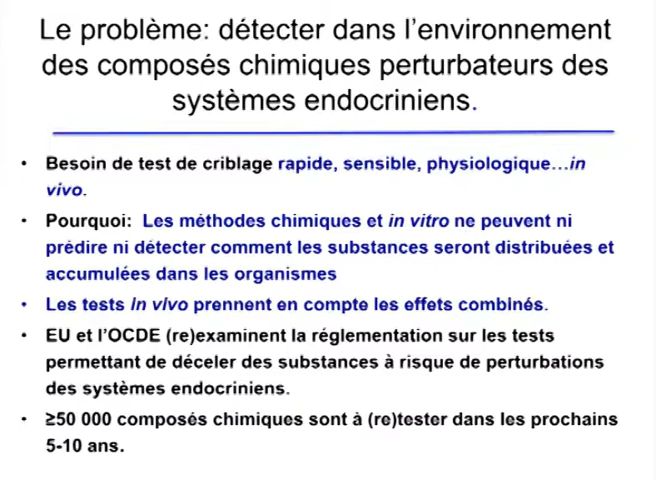 Le problème: détecter dans l'environnement
des composés chimiques perturbateurs des
systèmes endocriniens.
• Besoin de test de criblage rapide, sensible, physiologique…in
vivo.
• Pourquoi: Les méthodes chimiques et in vitro ne peuvent ni
prédire ni détecter comment les substances seront distribuées et
accumulées dans les organismes
• Les tests in vivo prennent en compte les effets combinés.
• EU et l'OCDE (re)examinent la réglementation sur les tests
permettant de déceler des substances à risque de perturbations
des systèmes endocriniens.
• ≥50 000 composés chimiques sont à (re)tester dans les prochains
5-10 ans.